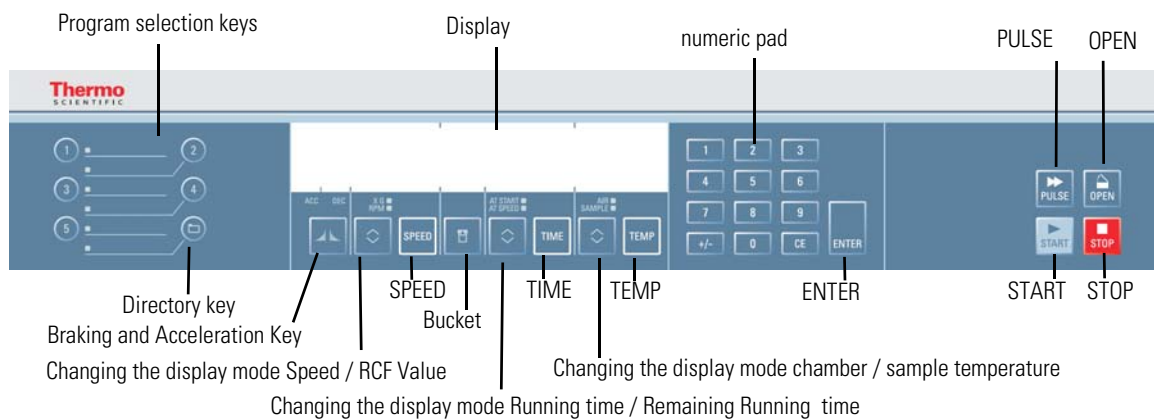 Program selection keys
Display
numeric pad
PULSE
OPEN
Thermo
SCIENTIFIC
1
2
3
4
5
ACC DEC
X G
RPM
AT START
AT SPEED
AIR
SAMPLE
SPEED
TIME
TEMP
1 2 3
4 5 6
7 8 9
+/- 0 CE
ENTER
PULSE
OPEN
START
STOP
SPEED
TIME
TEMP
ENTER
START
STOP
Directory key
Bucket
Braking and Acceleration Key
Changing the display mode Speed / RCF Value
Changing the display mode chamber / sample temperature
Changing the display mode Running time / Remaining Running time